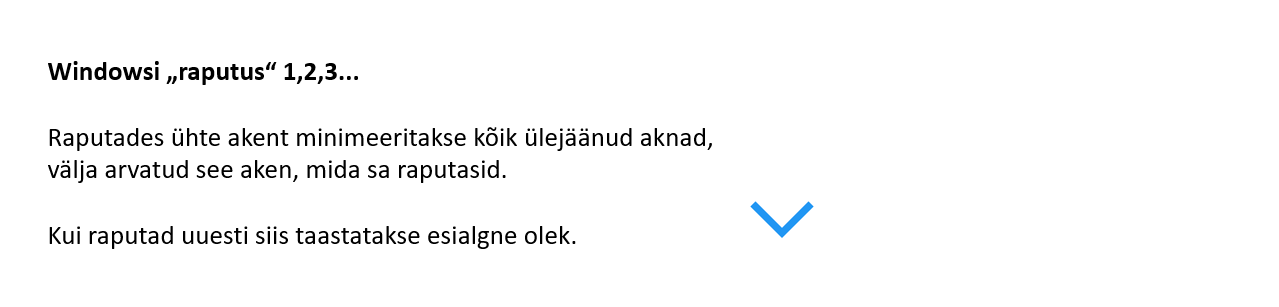 Windowsi „raputus“ 1,2,3...
Raputades ühte akent minimeeritakse kõik ülejäänud aknad,
välja arvatud see aken, mida sa raputasid.
Kui raputad uuesti siis taastatakse esialgne olek.